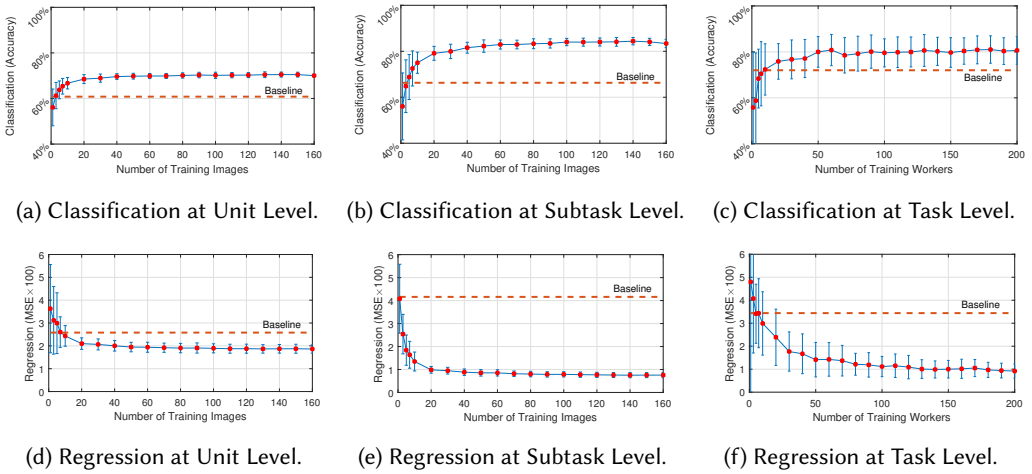 100%
80%
60%
40%
Classification (Accuracy)
Baseline
0 20 40 60 80 100 120 140 160
Number of Training Images
(a) Classification at Unit Level.
100%
80%
60%
40%
Classification (Accuracy)
Baseline
0 20 40 60 80 100 120 140 160
Number of Training Images
(b) Classification at Subtask Level.
100%
80%
60%
40%
Classification (Accuracy)
Baseline
0 50 100 150 200
Number of Training Workers
(c) Classification at Task Level.
6
5
4
3
2
1
0
Regression (MSE×100)
Baseline
0 20 40 60 80 100 120 140 160
Number of Training Images
(d) Regression at Unit Level.
6
5
4
3
2
1
0
Regression (MSE×100)
Baseline
0 20 40 60 80 100 120 140 160
Number of Training Images
(e) Regression at Subtask Level.
6
5
4
3
2
1
0
Regression (MSE×100)
Baseline
0 50 100 150 200
Number of Training Workers
(f) Regression at Task Level.